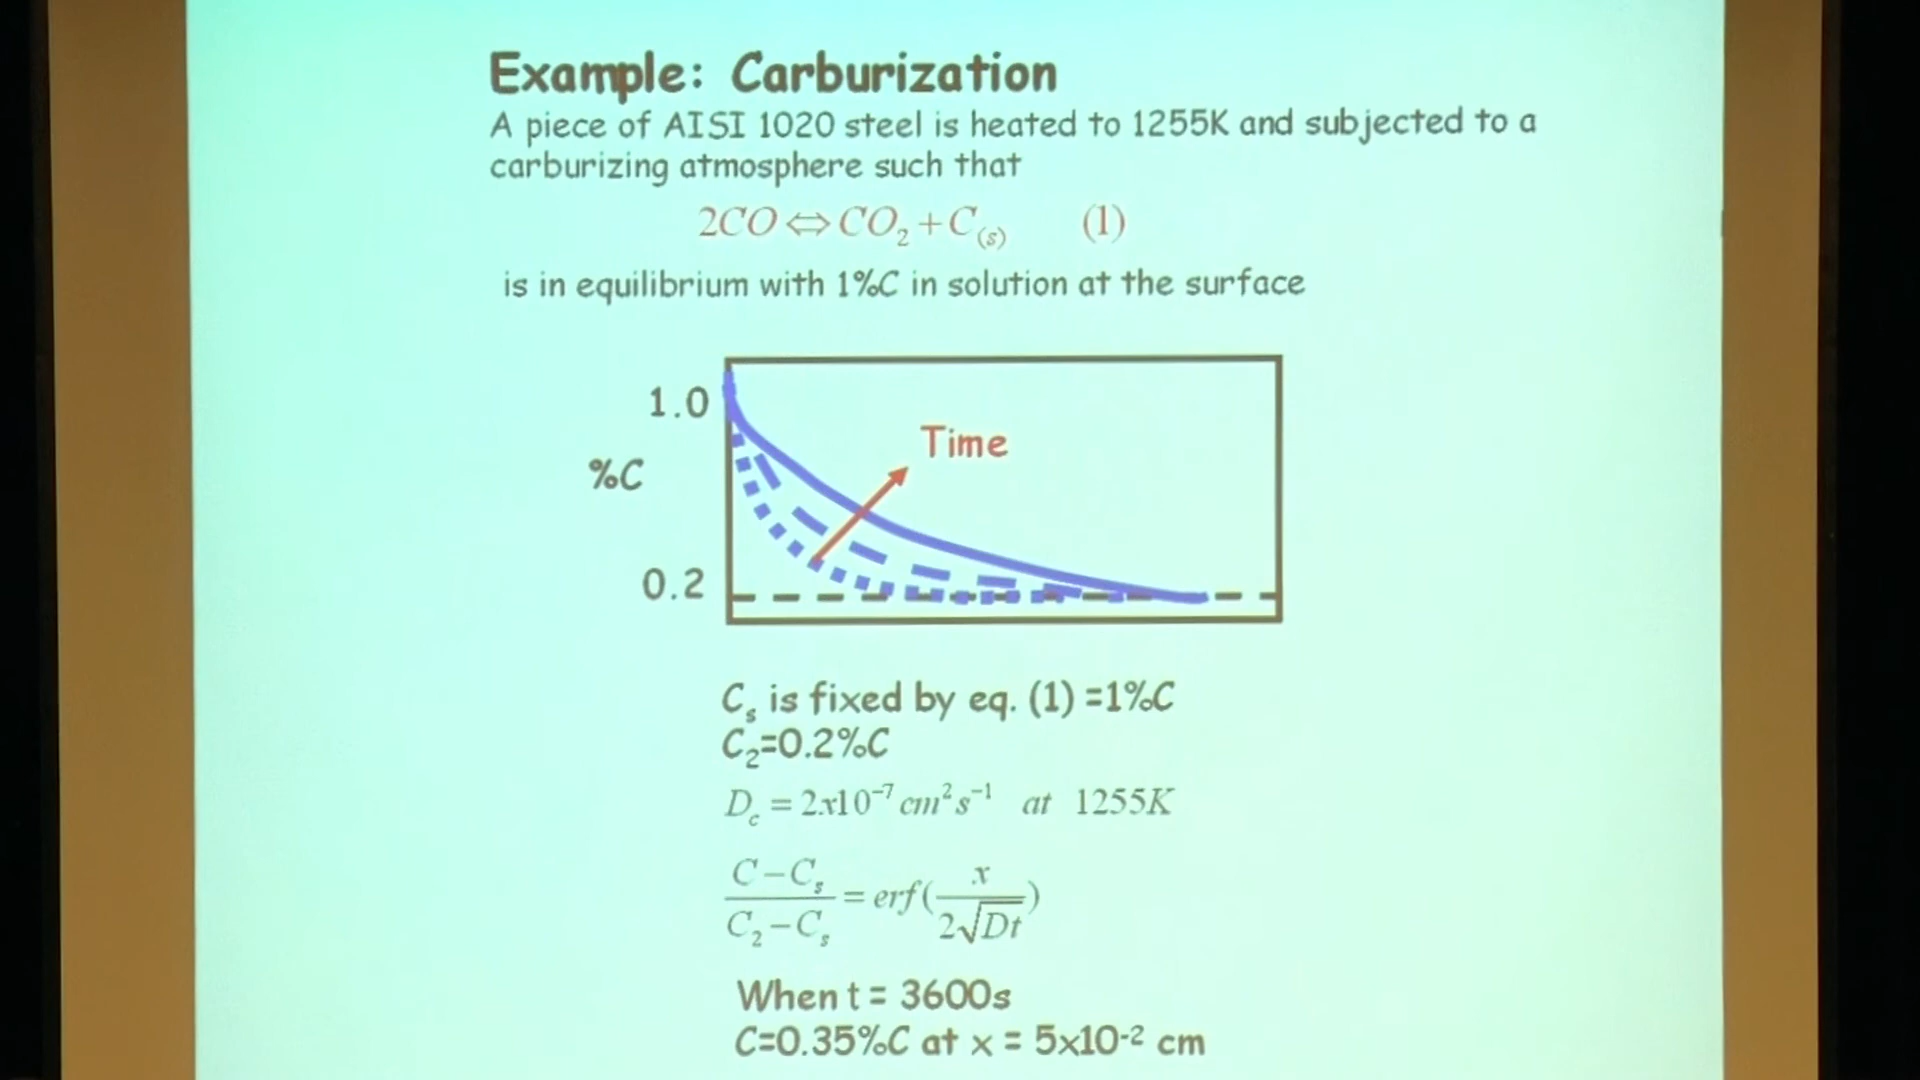 Example: Carburization
A piece of AISI 1020 steel is heated to 1255K and subjected to a
carburizing atmosphere such that
2CO ⇔ CO₂ + C₍ₛ₎ (1)
is in equilibrium with 1%C in solution at the surface
1.0
Time
%C
0.2
Cₛ is fixed by eq. (1) =1%C
C₂=0.2%C
D_c = 2x10⁻⁷ cm² s⁻¹ at 1255K
(C − Cₛ)/(C₂ − Cₛ) = erf(x/(2√Dt))
When t = 3600s
C=0.35%C at x = 5x10⁻² cm